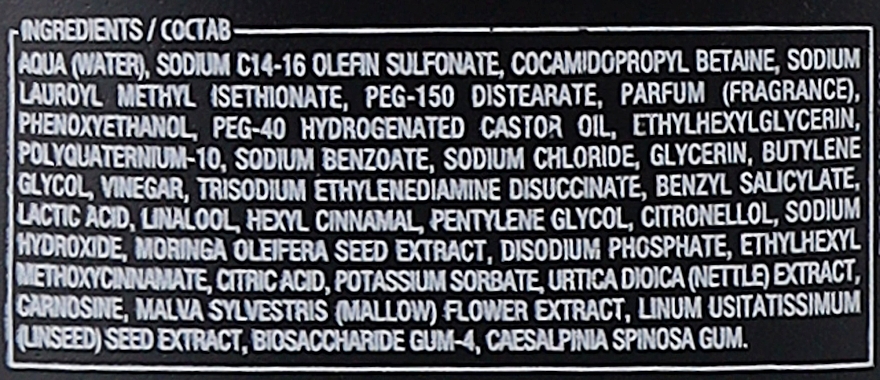 INGREDIENTS / СОСТАВ
AQUA (WATER), SODIUM C14-16 OLEFIN SULFONATE, COCAMIDOPROPYL BETAINE, SODIUM
LAUROYL METHYL ISETHIONATE, PEG-150 DISTEARATE, PARFUM (FRAGRANCE),
PHENOXYETHANOL, PEG-40 HYDROGENATED CASTOR OIL, ETHYLHEXYLGLYCERIN,
POLYQUATERNIUM-10, SODIUM BENZOATE, SODIUM CHLORIDE, GLYCERIN, BUTYLENE
GLYCOL, VINEGAR, TRISODIUM ETHYLENEDIAMINE DISUCCINATE, BENZYL SALICYLATE,
LACTIC ACID, LINALOOL, HEXYL CINNAMAL, PENTYLENE GLYCOL, CITRONELLOL, SODIUM
HYDROXIDE, MORINGA OLEIFERA SEED EXTRACT, DISODIUM PHOSPHATE, ETHYLHEXYL
METHOXYCINNAMATE, CITRIC ACID, POTASSIUM SORBATE, URTICA DIOICA (NETTLE) EXTRACT,
CARNOSINE, MALVA SYLVESTRIS (MALLOW) FLOWER EXTRACT, LINUM USITATISSIMUM
(LINSEED) SEED EXTRACT, BIOSACCHARIDE GUM-4, CAESALPINIA SPINOSA GUM.